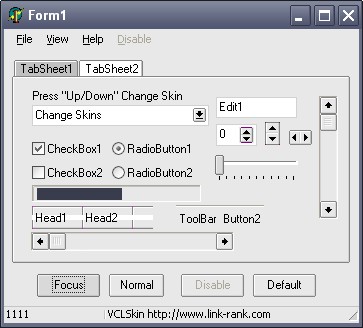 Form1
File View Help Disable
TabSheet1 TabSheet2
Press "Up/Down" Change Skin
Edit1
Change Skins
0
CheckBox1 RadioButton1
CheckBox2 RadioButton2
Head1 Head2 ToolBar Button2
Focus Normal Disable Default
1111 VCLSkin http://www.link-rank.com